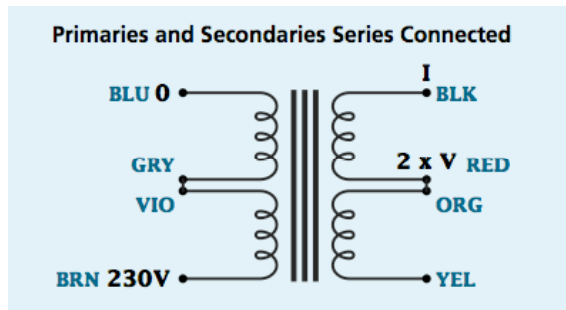 Primaries and Secondaries Series Connected
I
BLU 0 BLK
GRY 2 x V RED
VIO ORG
BRN 230V YEL